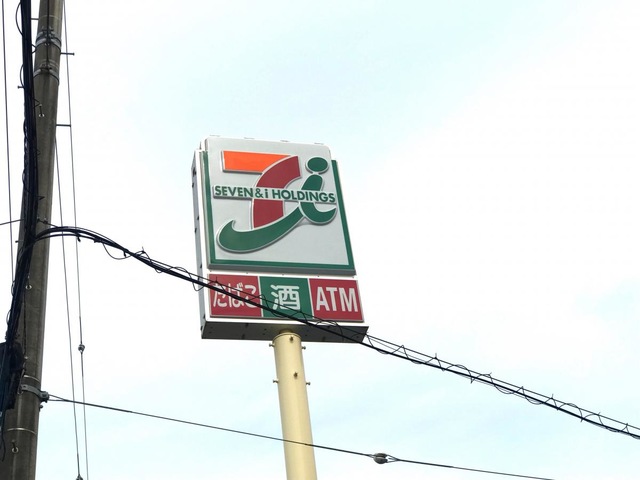 SEVEN & i HOLDINGS
たばこ 酒 ATM